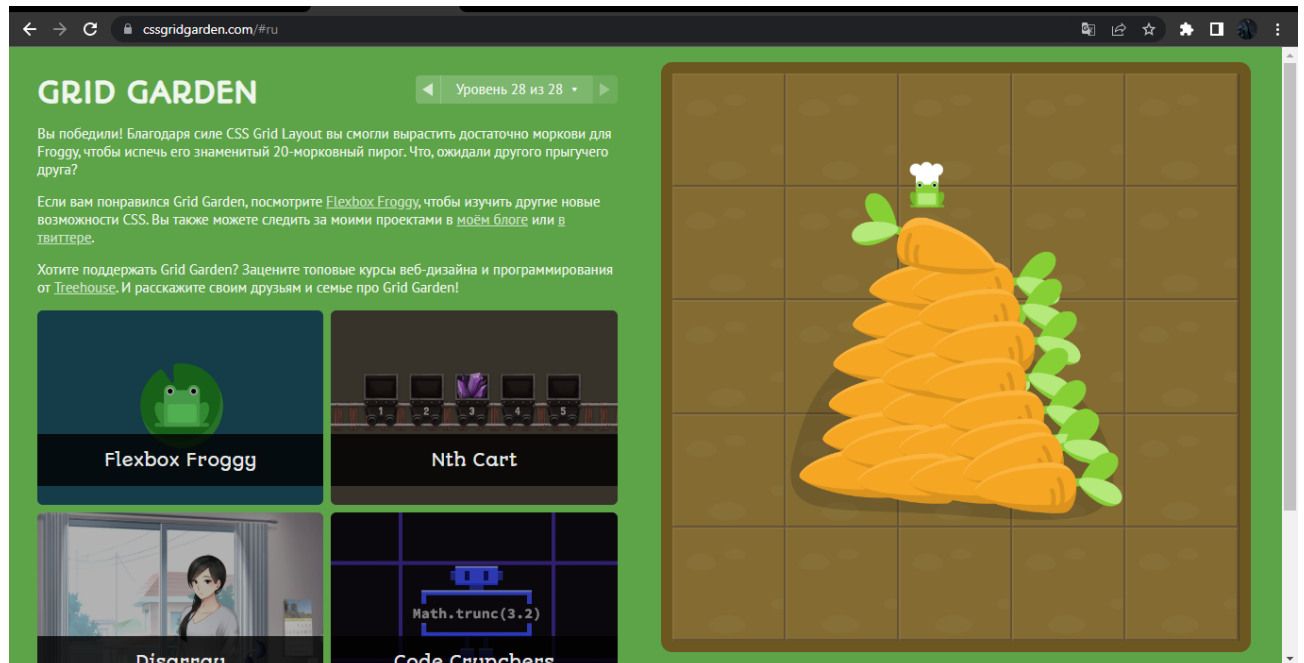 cssgridgarden.com/#ru
GRID GARDEN
Уровень 28 из 28
Вы победили! Благодаря силе CSS Grid Layout вы смогли вырастить достаточно моркови для
Froggy, чтобы испечь его знаменитый 20-морковный пирог. Что, ожидали другого прыгучего
друга?
Если вам понравился Grid Garden, посмотрите Flexbox Froggy, чтобы изучить другие новые
возможности CSS. Вы также можете следить за моими проектами в моём блоге или в
твиттере.
Хотите поддержать Grid Garden? Зацените топовые курсы веб-дизайна и программирования
от Treehouse. И расскажите своим друзьям и семье про Grid Garden!
1 2 3 4 5
Flexbox Froggy
Nth Cart
Math.trunc(3.2)
Disarray
Code Crunchers